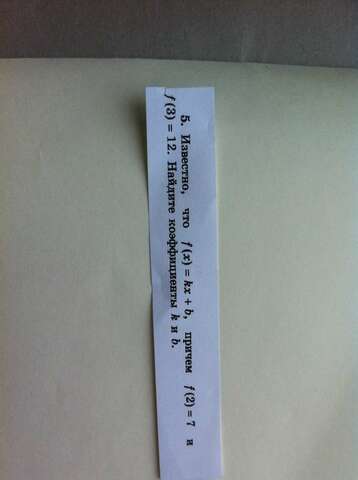 5. Известно, что f(x) = kx + b, причем f(2) = 7 и
f(3) = 12. Найдите коэффициенты k и b.